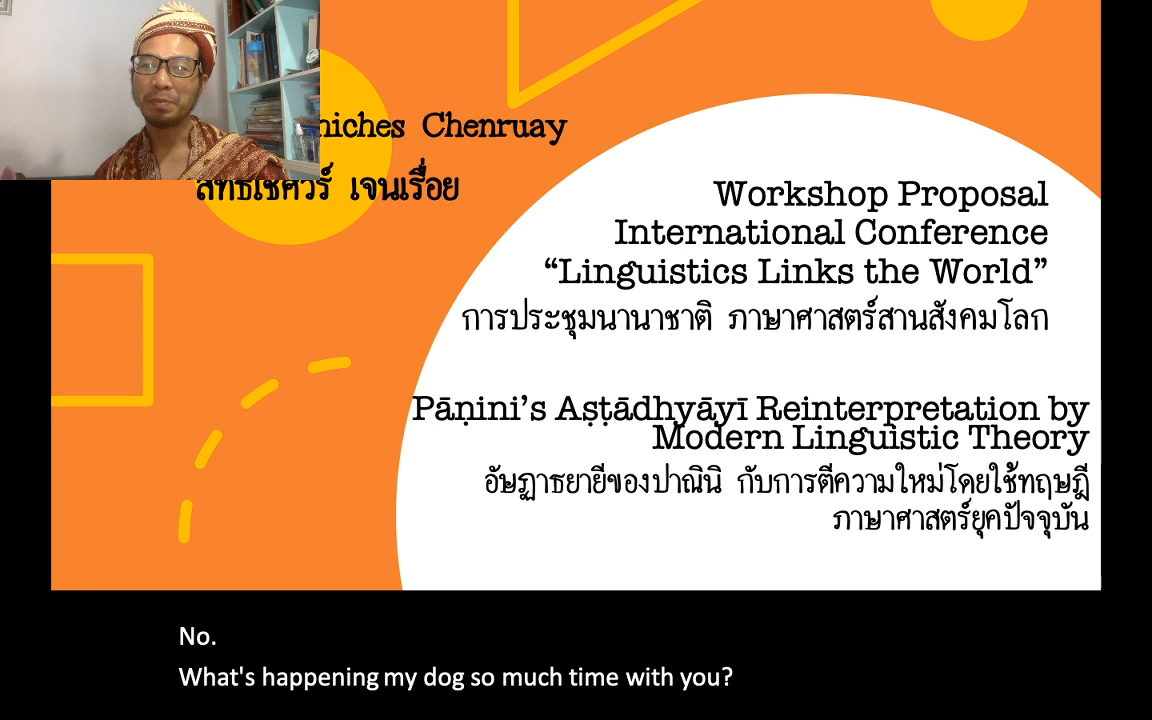 Chenruay
เจนเรื่อย
Workshop Proposal
International Conference
“Linguistics Links the World”
การประชุมนานาชาติ ภาษาศาสตร์สานสังคมโลก
Pāṇini’s Aṣṭādhyāyī Reinterpretation by
Modern Linguistic Theory
อัษฏาธยายีของปาณินิ กับการตีความใหม่โดยใช้ทฤษฎี
ภาษาศาสตร์ยุคปัจจุบัน
No.
What's happening my dog so much time with you?